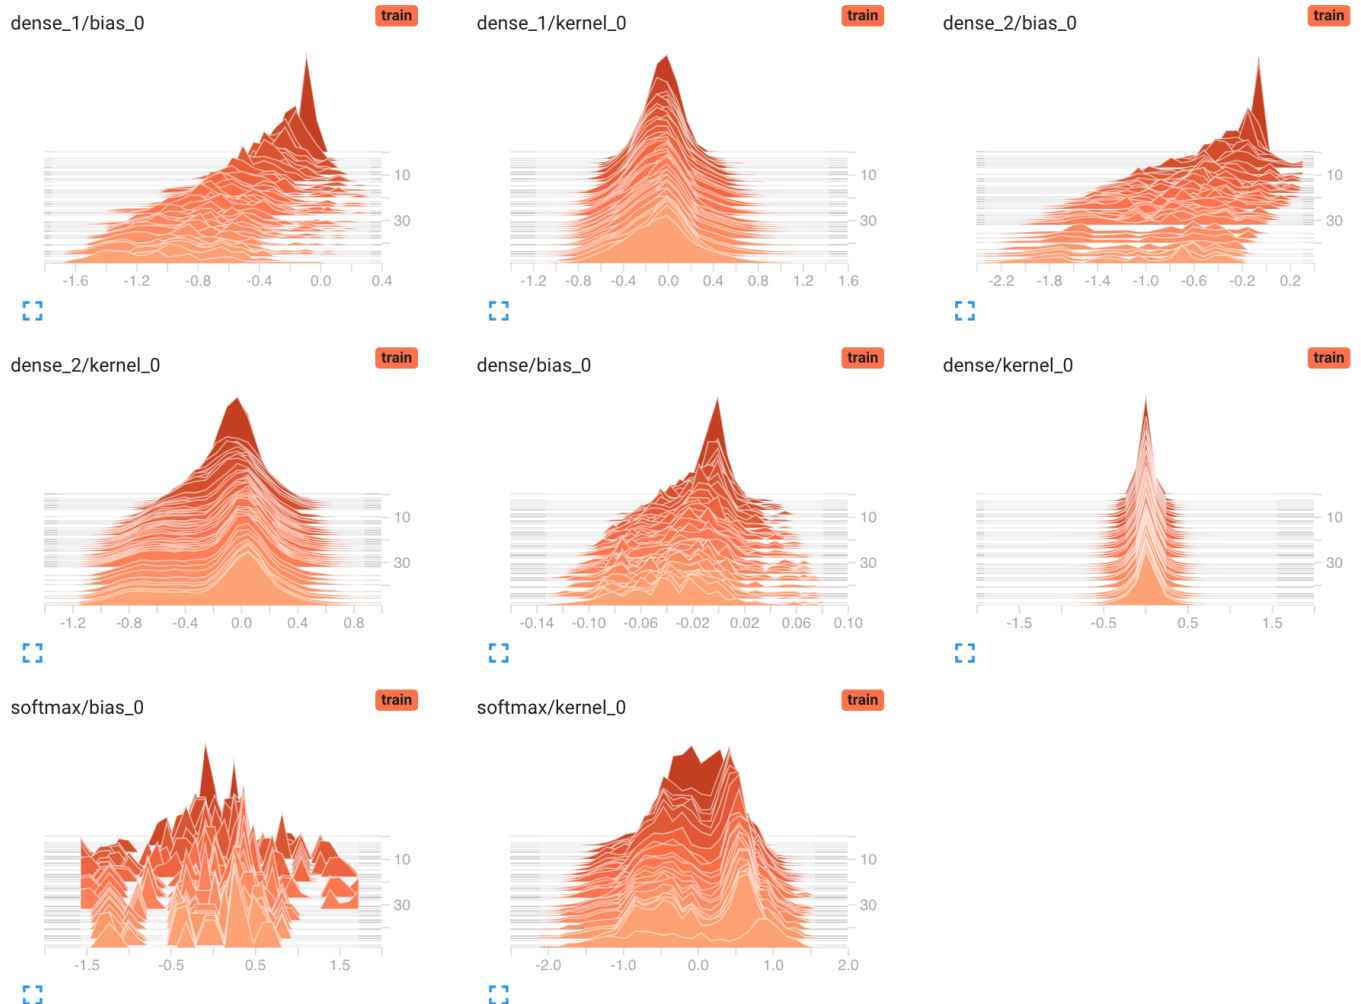 dense_1/bias_0 train
dense_1/kernel_0 train
dense_2/bias_0 train
10
30
-1.6 -1.2 -0.8 -0.4 0.0 0.4
10
30
-1.2 -0.8 -0.4 0.0 0.4 0.8 1.2 1.6
10
30
-2.2 -1.8 -1.4 -1.0 -0.6 -0.2 0.2
dense_2/kernel_0 train
dense/bias_0 train
dense/kernel_0 train
10
30
-1.2 -0.8 -0.4 0.0 0.4 0.8
10
30
-0.14 -0.10 -0.06 -0.02 0.02 0.06 0.10
10
30
-1.5 -0.5 0.5 1.5
softmax/bias_0 train
softmax/kernel_0 train
10
30
-1.5 -0.5 0.5 1.5
10
30
-2.0 -1.0 0.0 1.0 2.0